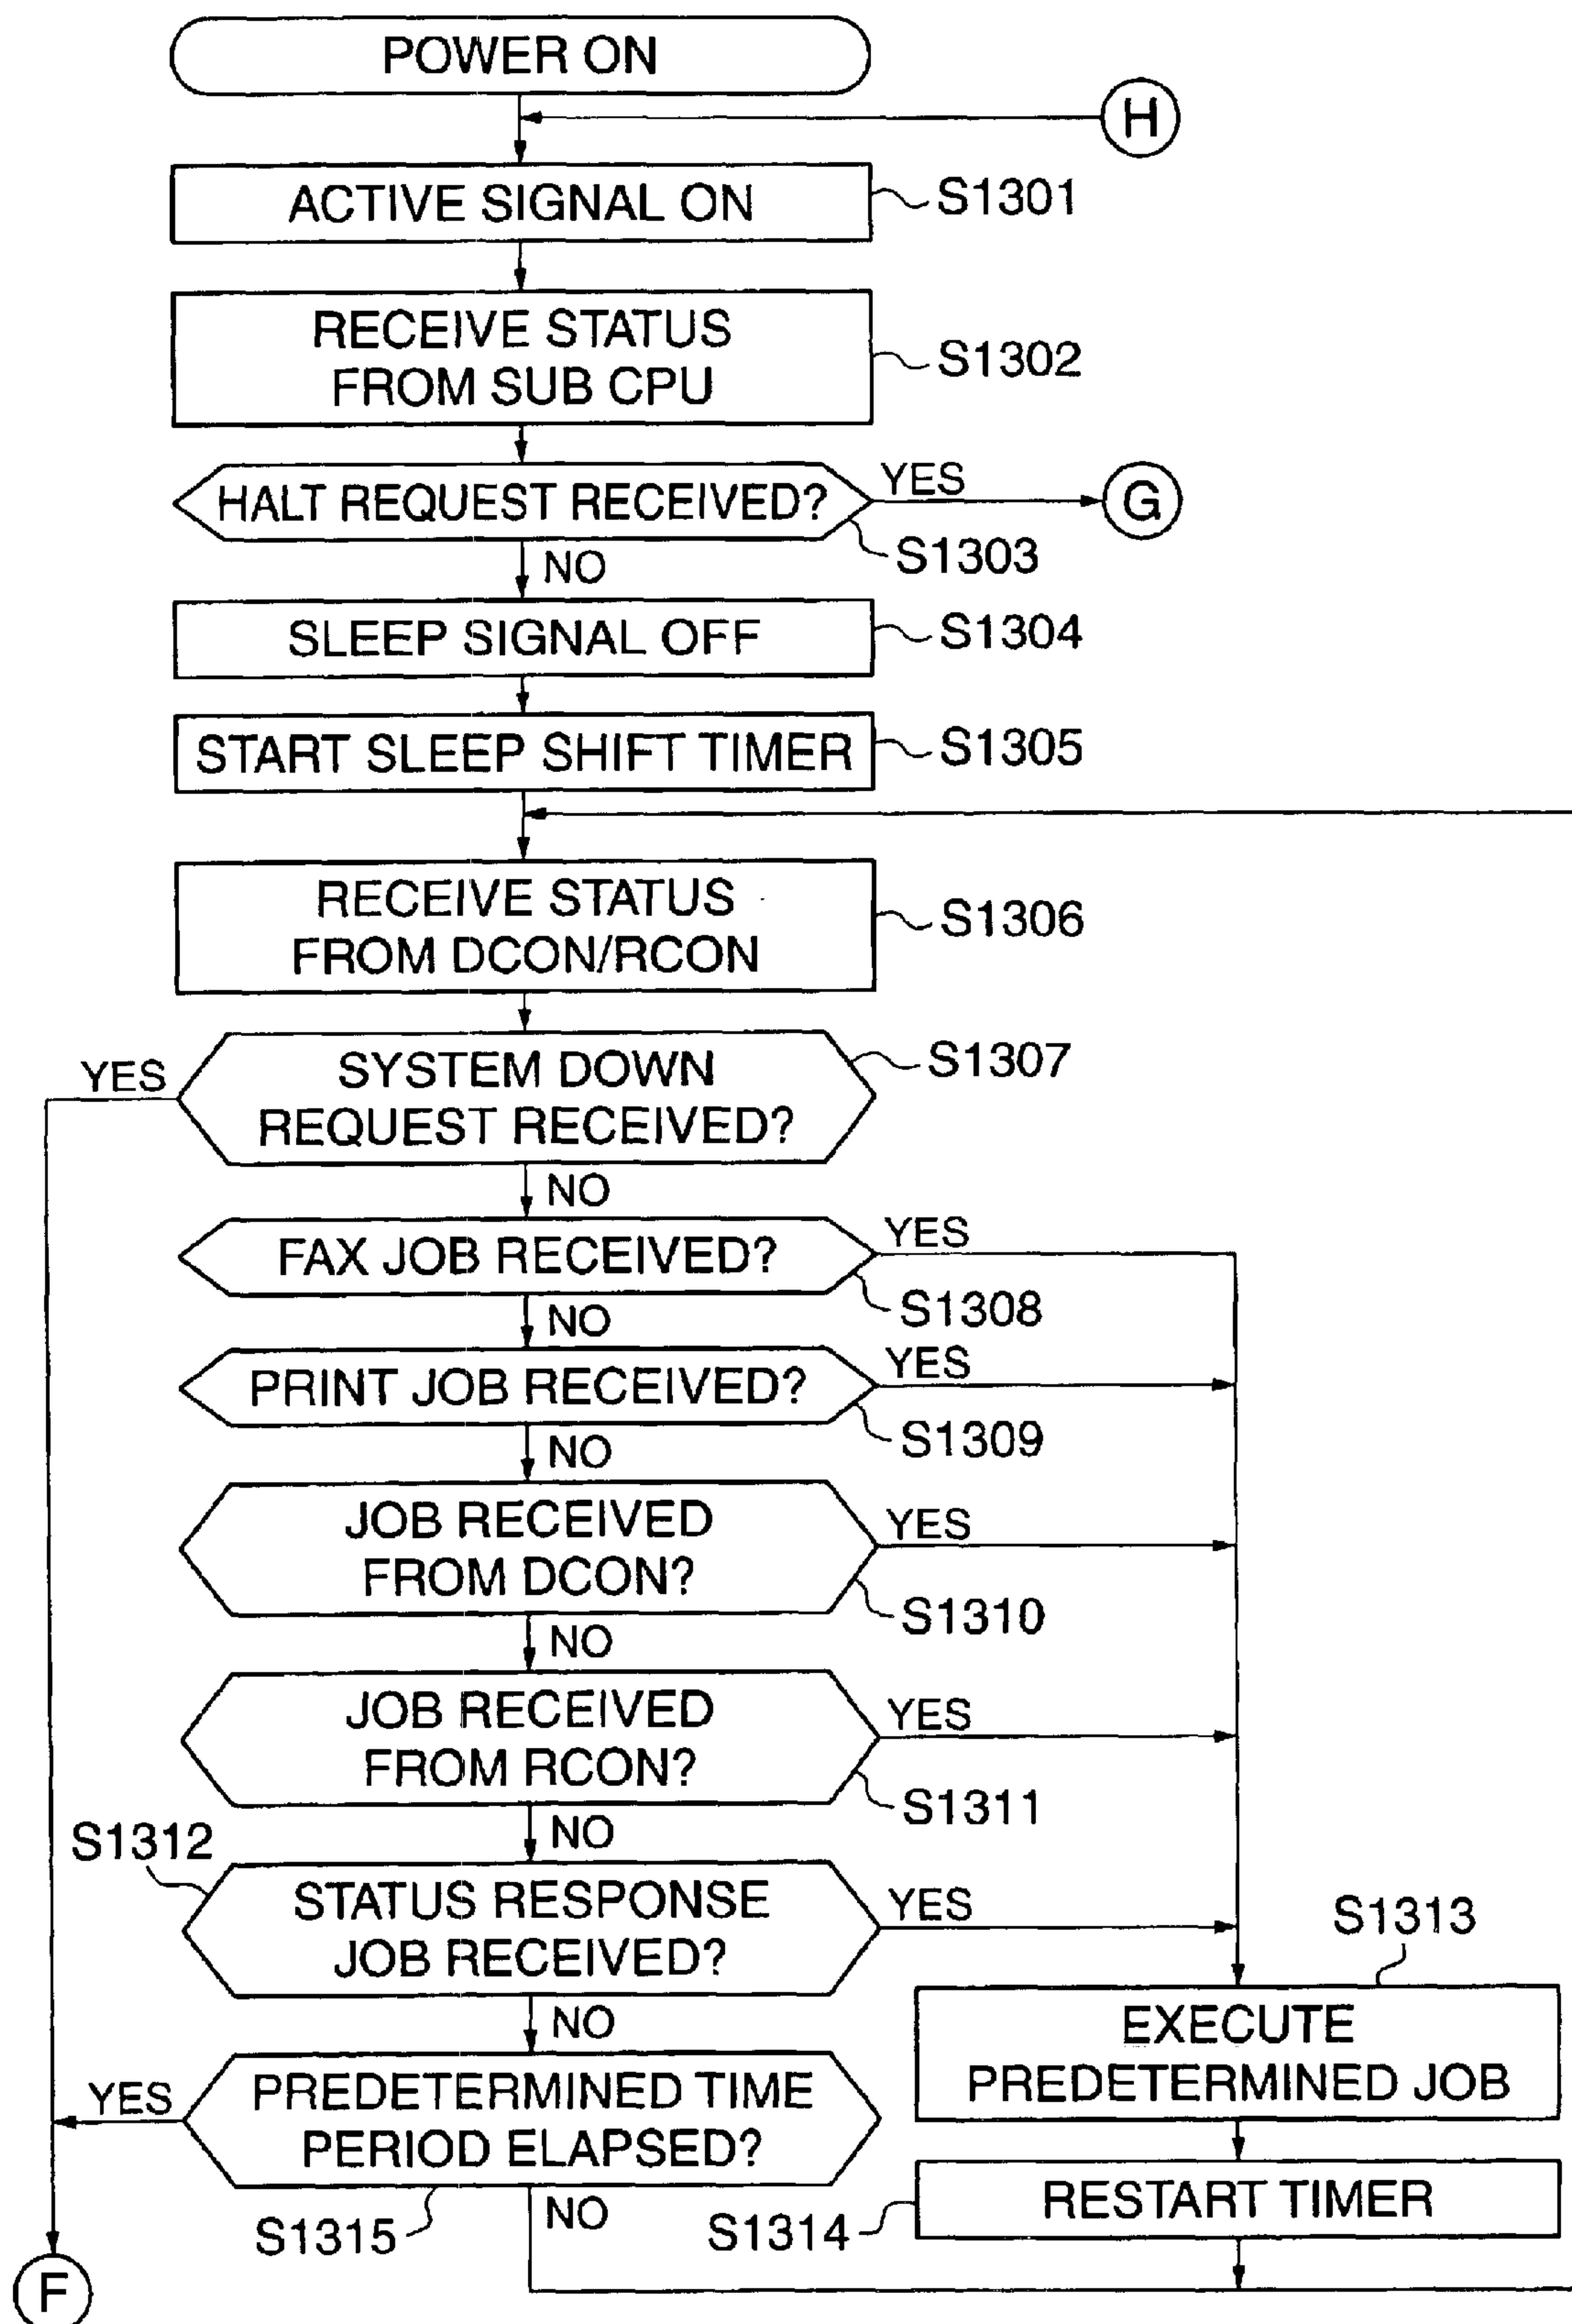 POWER ON
H
ACTIVE SIGNAL ON
S1301
RECEIVE STATUS
FROM SUB CPU
S1302
HALT REQUEST RECEIVED?
YES
G
S1303
NO
SLEEP SIGNAL OFF
S1304
START SLEEP SHIFT TIMER
S1305
RECEIVE STATUS
FROM DCON/RCON
S1306
YES
SYSTEM DOWN
REQUEST RECEIVED?
S1307
NO
FAX JOB RECEIVED?
YES
S1308
NO
PRINT JOB RECEIVED?
YES
S1309
NO
JOB RECEIVED
FROM DCON?
YES
S1310
NO
JOB RECEIVED
FROM RCON?
YES
S1311
NO
S1312
STATUS RESPONSE
JOB RECEIVED?
YES
NO
S1313
EXECUTE
PREDETERMINED JOB
YES
PREDETERMINED TIME
PERIOD ELAPSED?
S1315
NO
S1314
RESTART TIMER
F